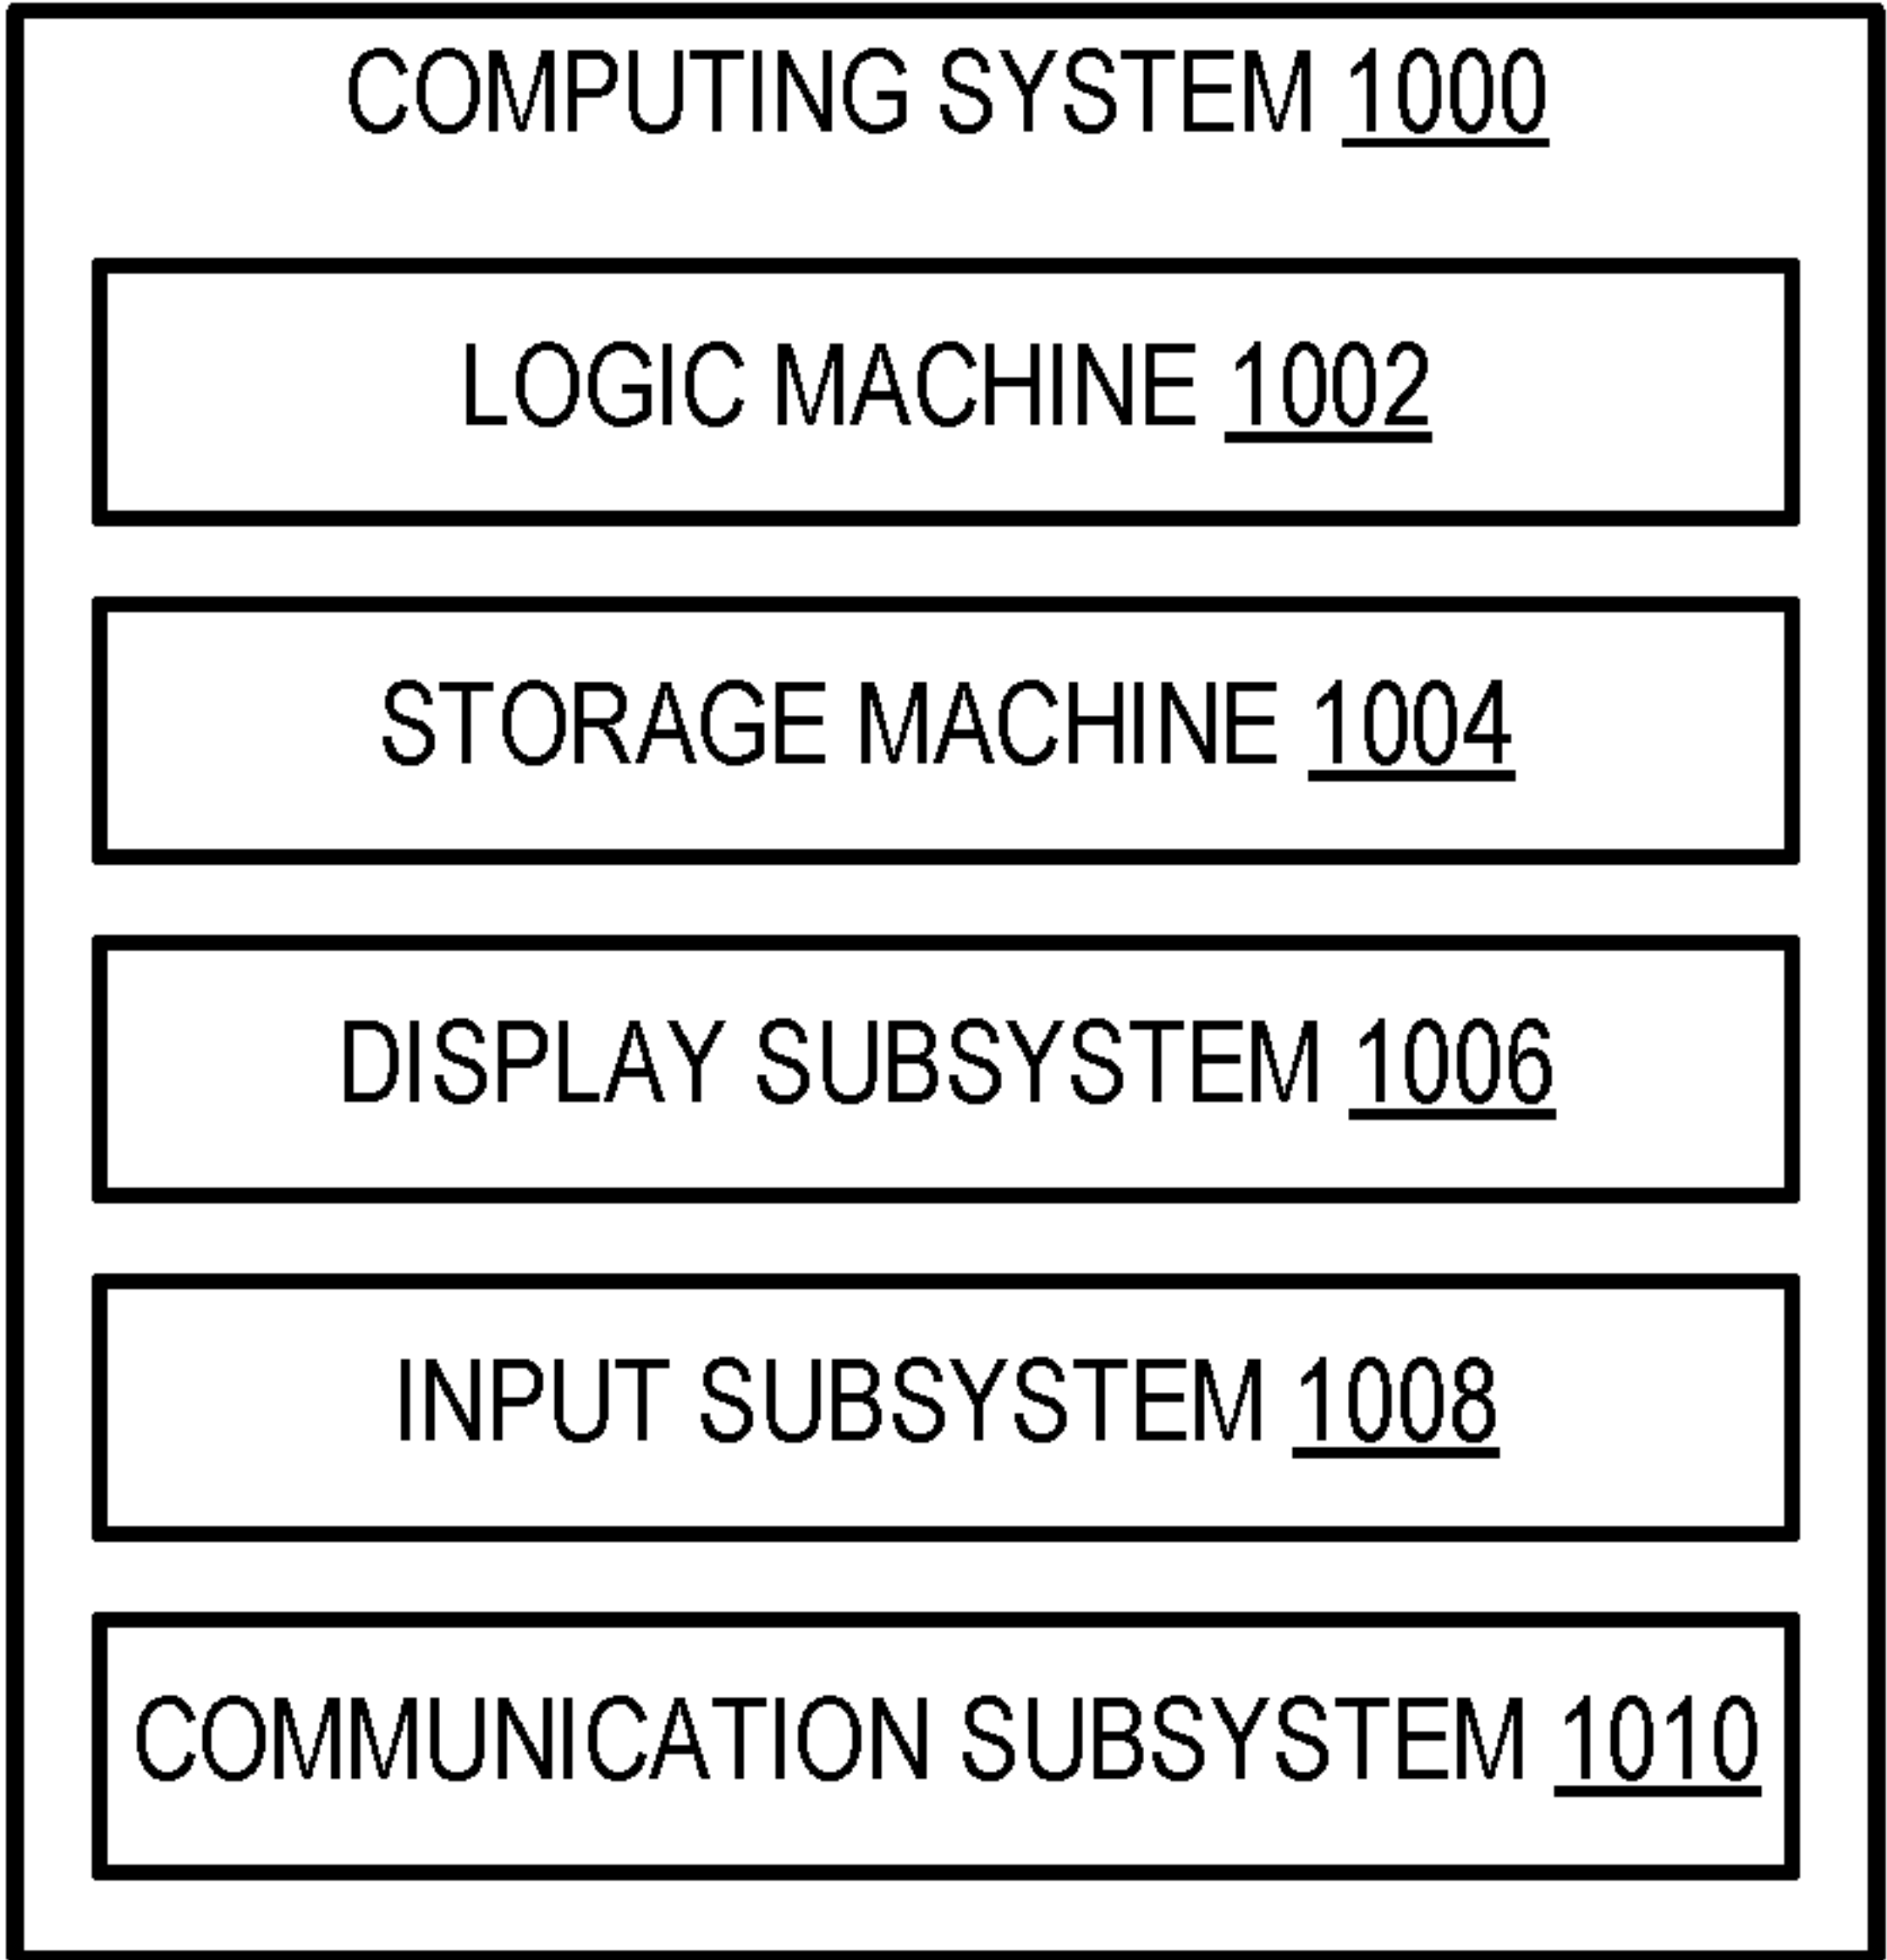 COMPUTING SYSTEM 1000
LOGIC MACHINE 1002
STORAGE MACHINE 1004
DISPLAY SUBSYSTEM 1006
INPUT SUBSYSTEM 1008
COMMUNICATION SUBSYSTEM 1010